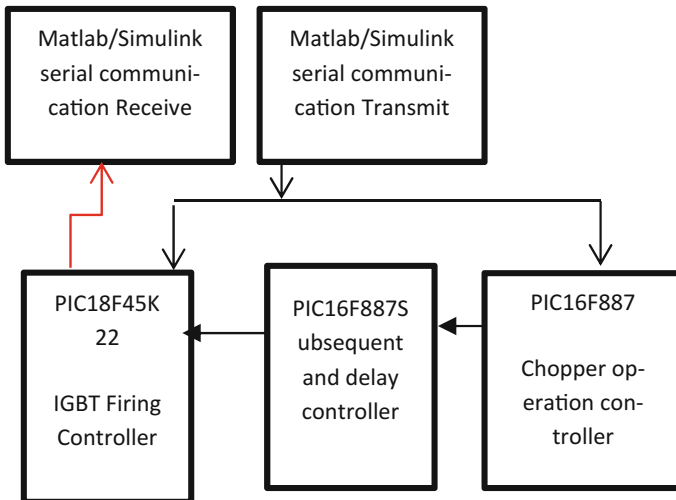 Matlab/Simulink
serial communi-
cation Receive
Matlab/Simulink
serial communi-
cation Transmit
PIC18F45K
22
IGBT Firing
Controller
PIC16F887S
ubsequent
and delay
controller
PIC16F887
Chopper op-
eration con-
troller